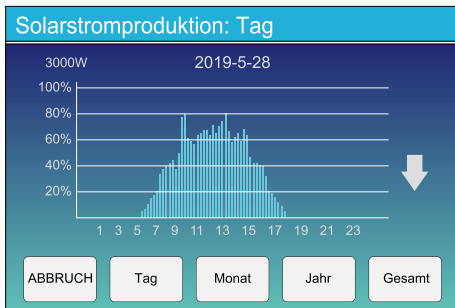 Solarstromproduktion: Tag
3000W 2019-5-28
100%
80%
60%
40%
20%
1 3 5 7 9 11 13 15 17 19 21 23
ABBRUCH Tag Monat Jahr Gesamt